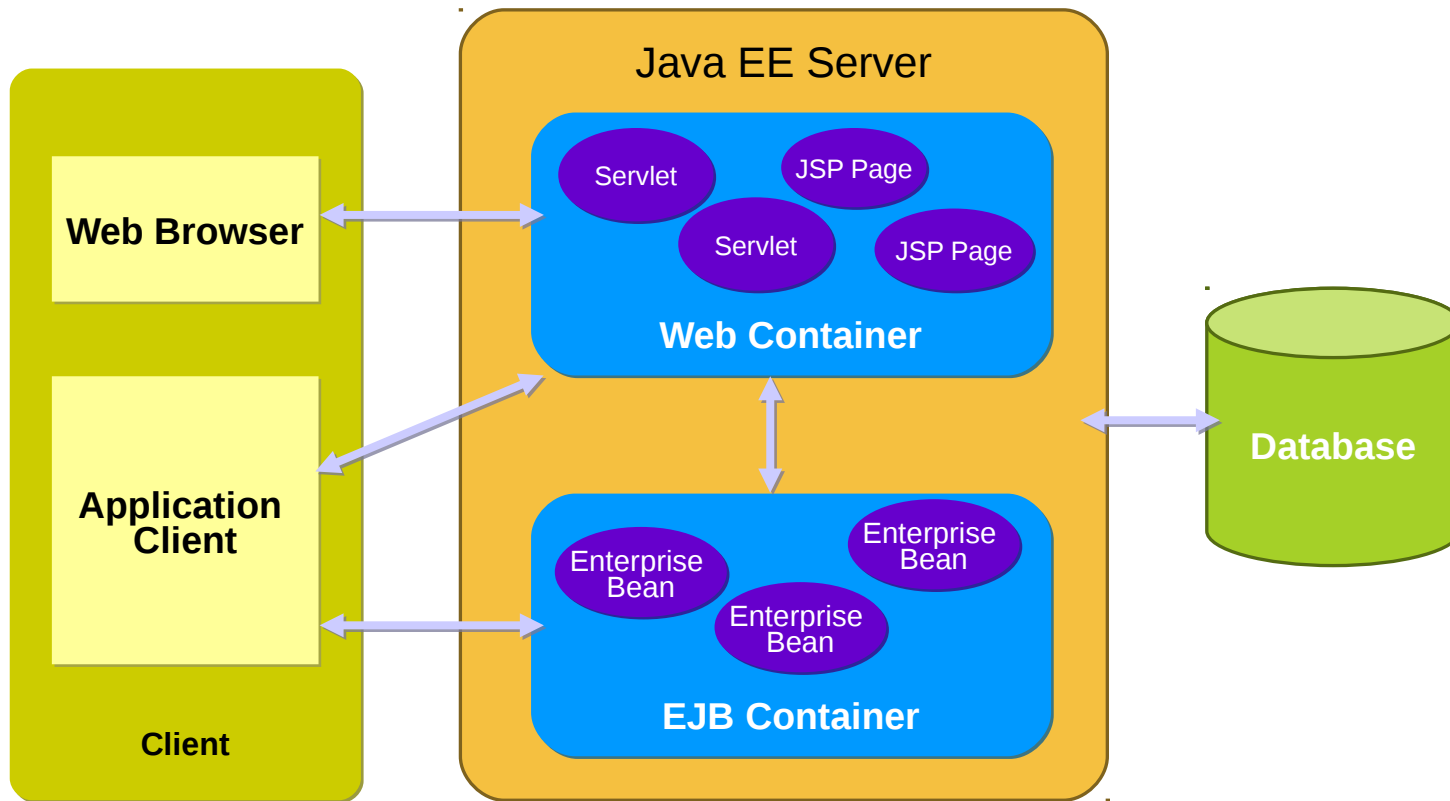 Java EE Server
Web Browser
Application
Client
Client
Servlet
JSP Page
Servlet
JSP Page
Web Container
Enterprise
Bean
Enterprise
Bean
Enterprise
Bean
EJB Container
Database